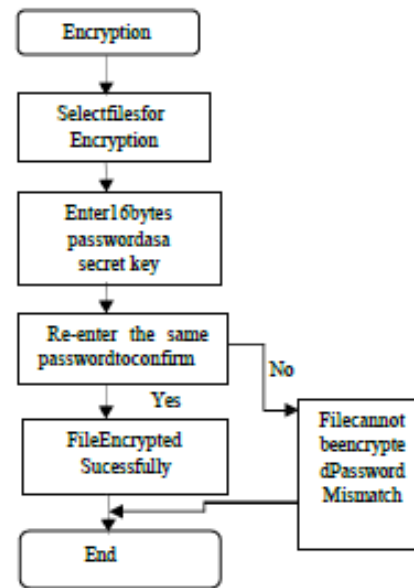 Encryption
Selectfilesfor
Encryption
Enter16bytes
passwordasa
secret key
Re-enter the same
passwordtoconfirm
No
Yes
FileEncrypted
Sucessfully
Filecannot
beencrypte
dPassword
Mismatch
End